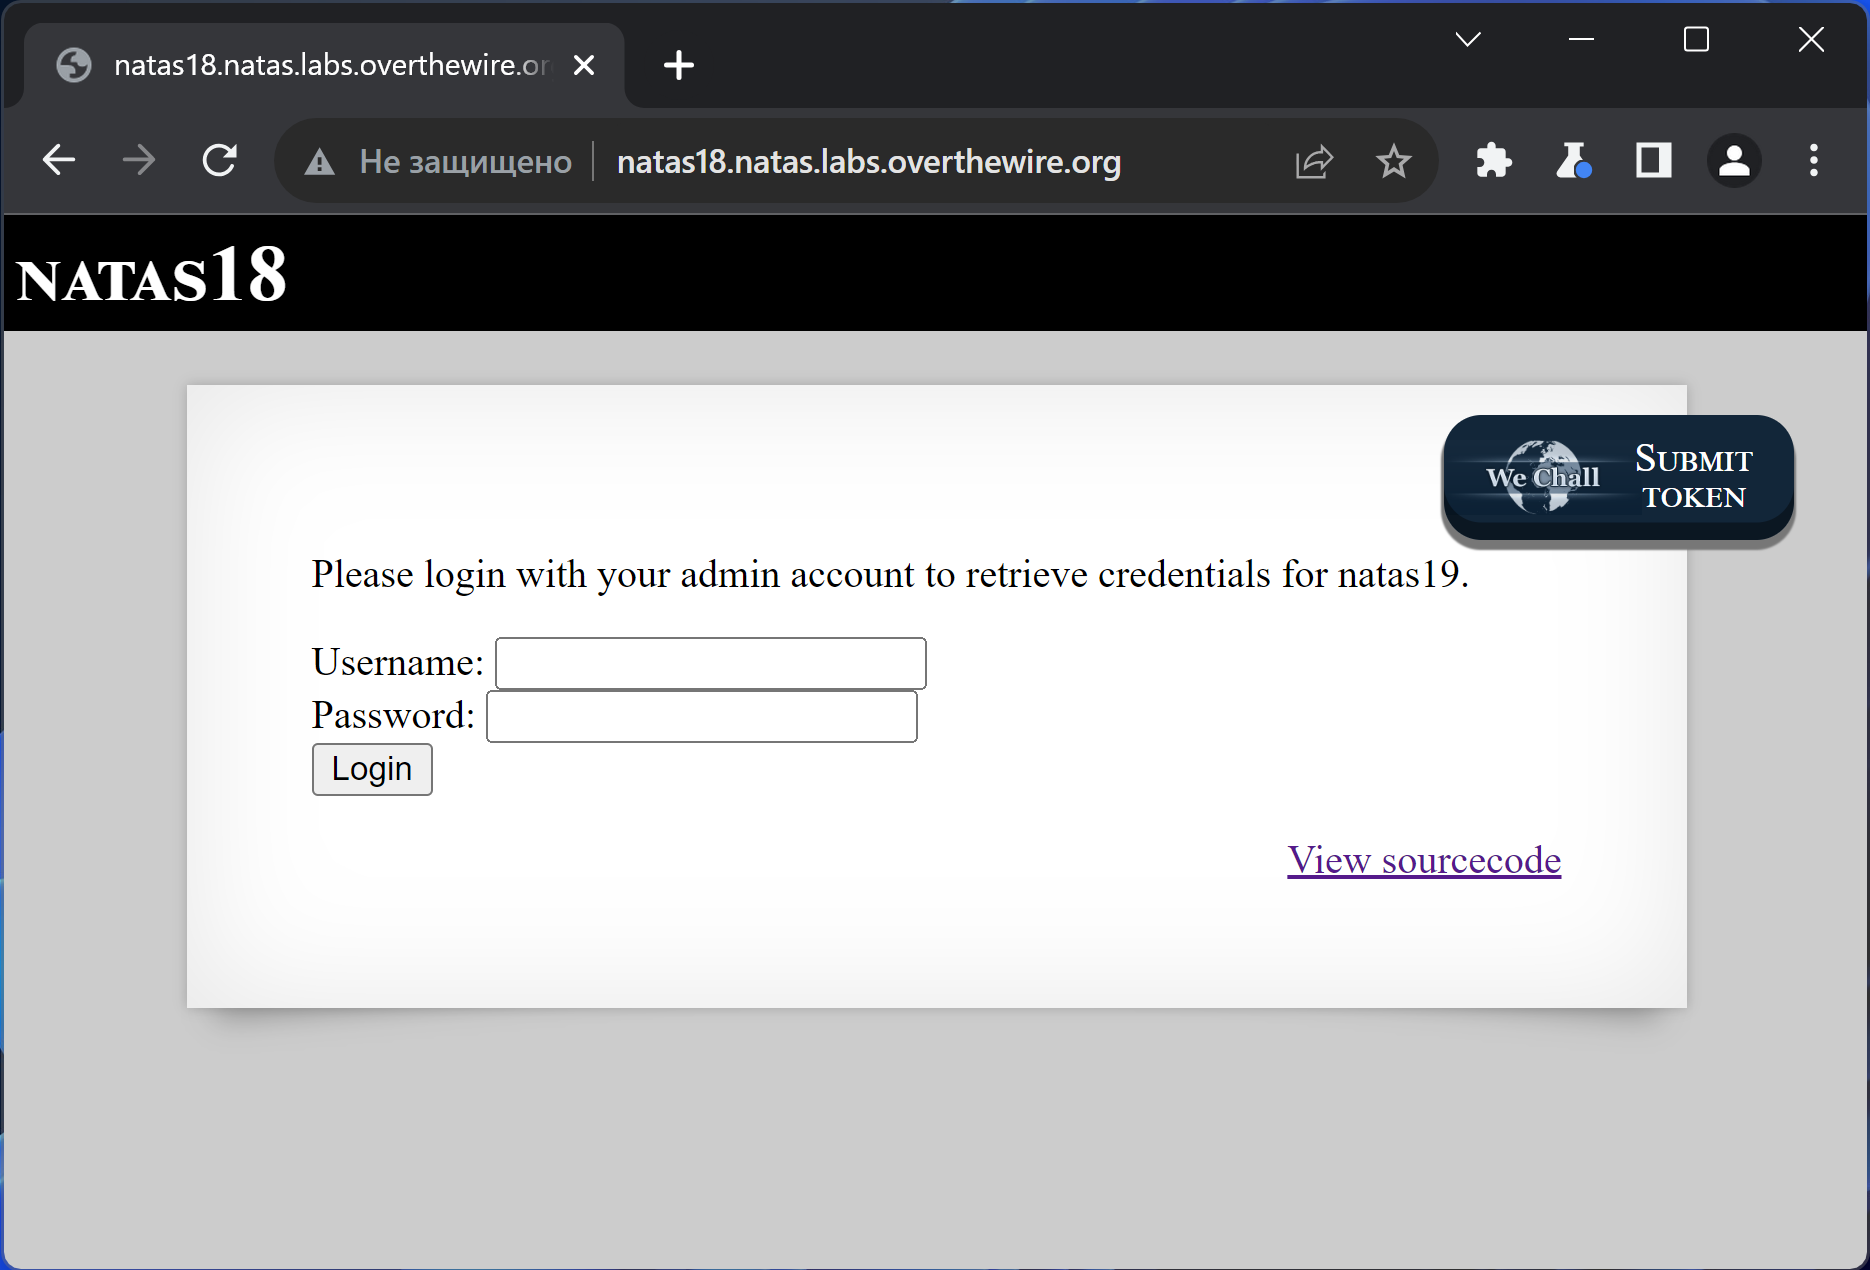 natas18.natas.labs.overthewire.or
Не защищено natas18.natas.labs.overthewire.org
NATAS18
We Chall
SUBMIT
TOKEN
Please login with your admin account to retrieve credentials for natas19.
Username:
Password:
Login
View sourcecode